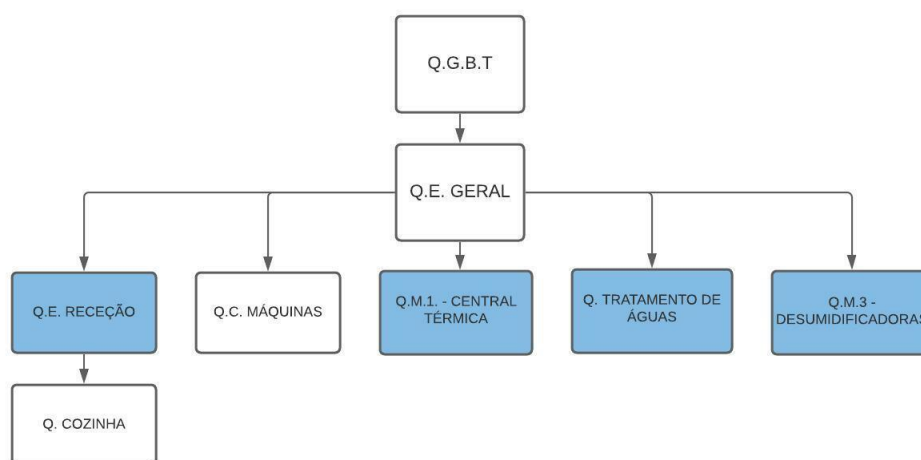 Q.G.B.T
Q.E. GERAL
Q.E. RECEÇÃO
Q.C. MÁQUINAS
Q.M.1. - CENTRAL
TÉRMICA
Q. TRATAMENTO DE
ÁGUAS
Q.M.3 -
DESUMIDIFICADORAS
Q. COZINHA